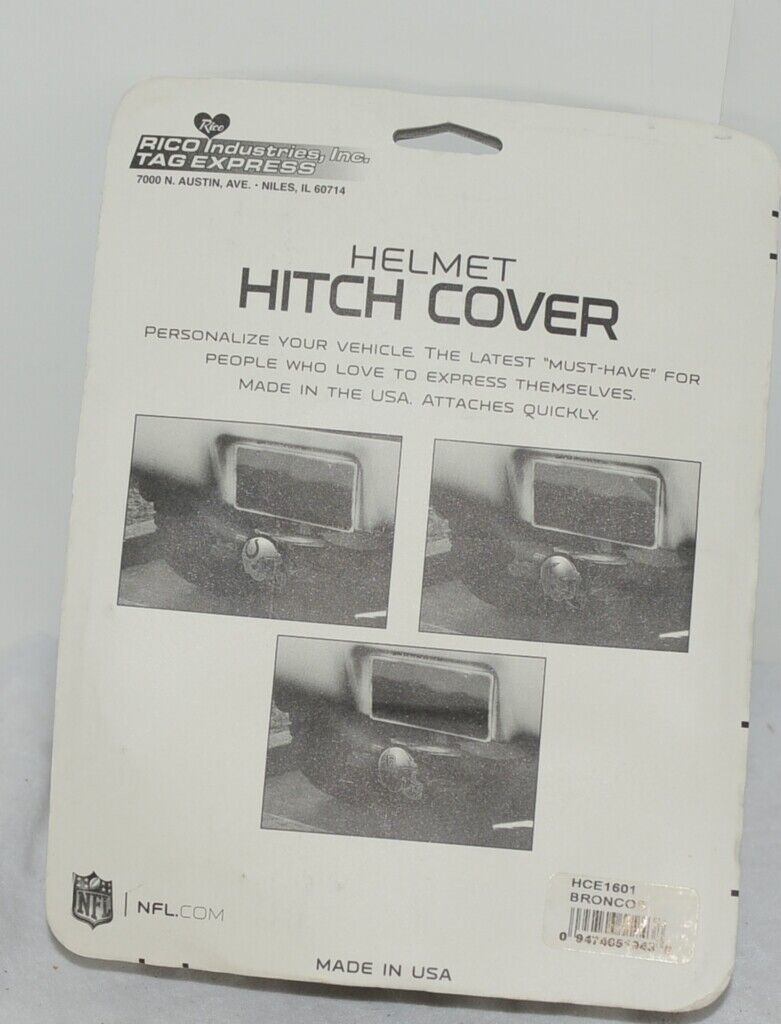 Rico
RICO Industries, Inc.
TAG EXPRESS
7000 N. AUSTIN, AVE. · NILES, IL 60714
HELMET
HITCH COVER
PERSONALIZE YOUR VEHICLE. THE LATEST "MUST-HAVE" FOR
PEOPLE WHO LOVE TO EXPRESS THEMSELVES.
MADE IN THE USA. ATTACHES QUICKLY.
NFL
NFL.COM
HCE1601
BRONCOS
MADE IN USA